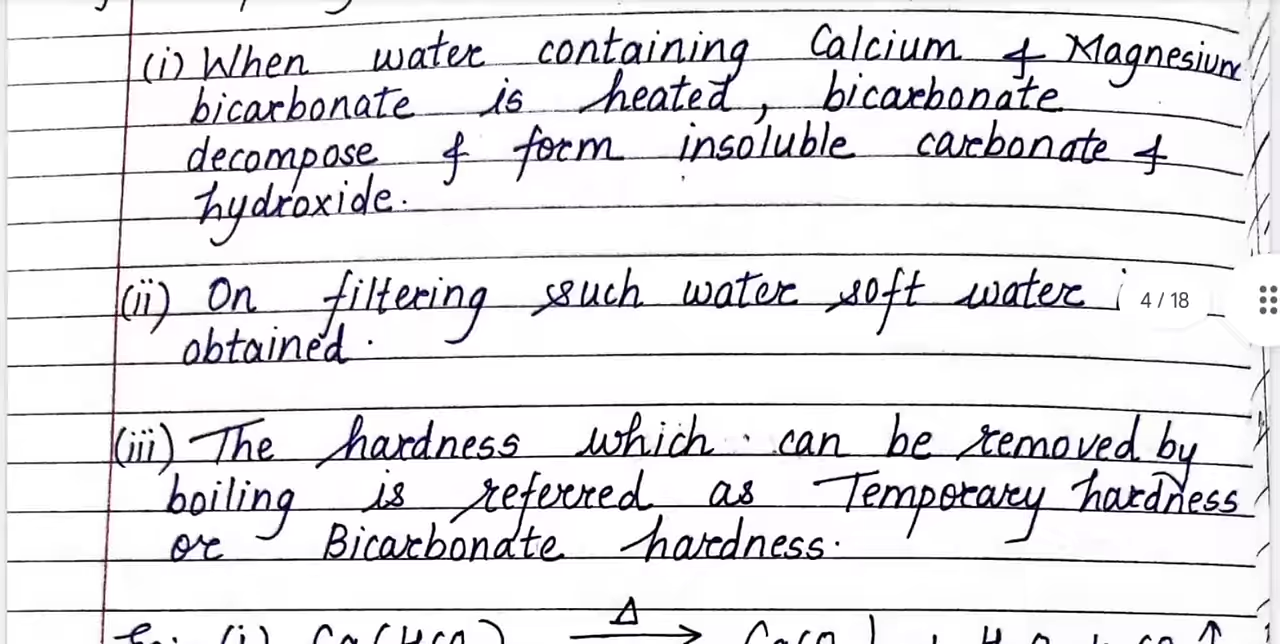 (i) When water containing Calcium & Magnesium
bicarbonate is heated, bicarbonate
decompose & form insoluble carbonate &
hydroxide.
(ii) On filtering such water soft water
4 / 18
obtained.
(iii) The hardness which can be removed by
boiling is referred as Temporary hardness
or Bicarbonate hardness.
Δ